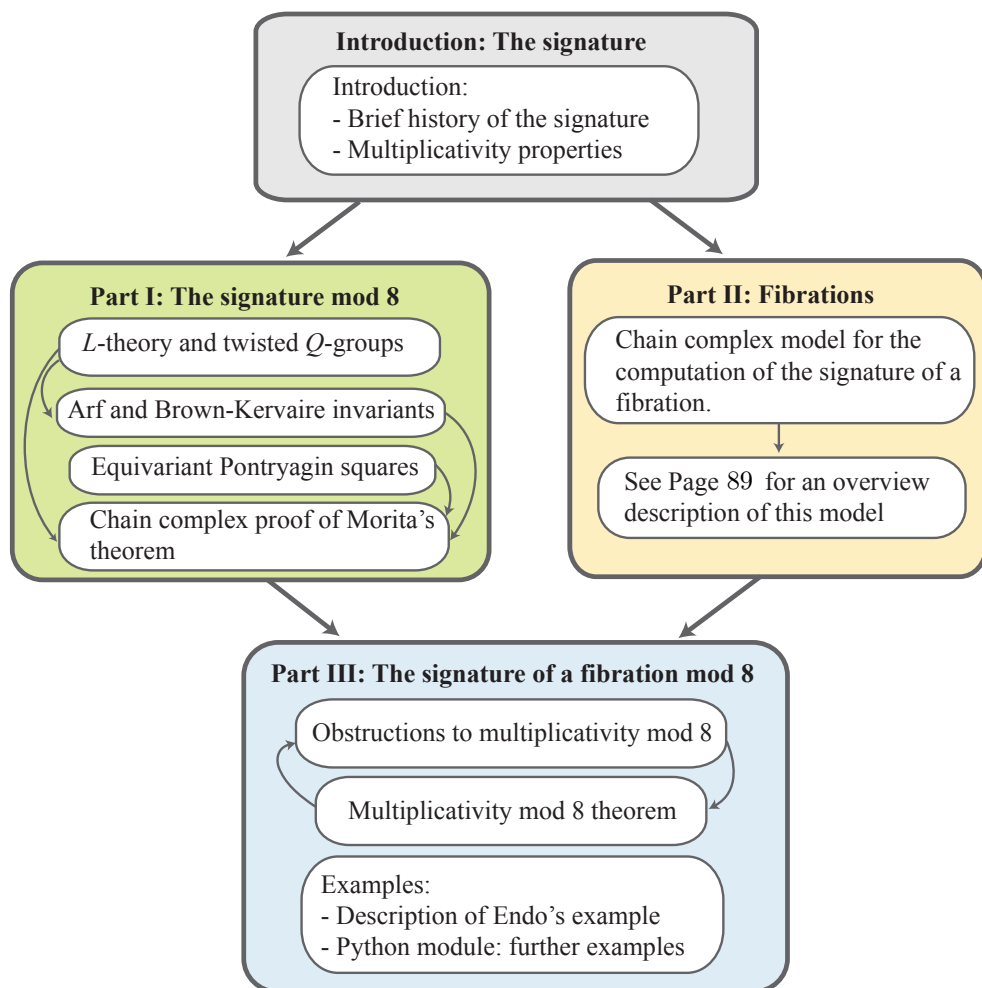 Introduction: The signature
Introduction:
- Brief history of the signature
- Multiplicativity properties
Part I: The signature mod 8
L-theory and twisted Q-groups
Arf and Brown-Kervaire invariants
Equivariant Pontryagin squares
Chain complex proof of Morita's
theorem
Part II: Fibrations
Chain complex model for the
computation of the signature of a
fibration.
See Page 89 for an overview
description of this model
Part III: The signature of a fibration mod 8
Obstructions to multiplicativity mod 8
Multiplicativity mod 8 theorem
Examples:
- Description of Endo's example
- Python module: further examples